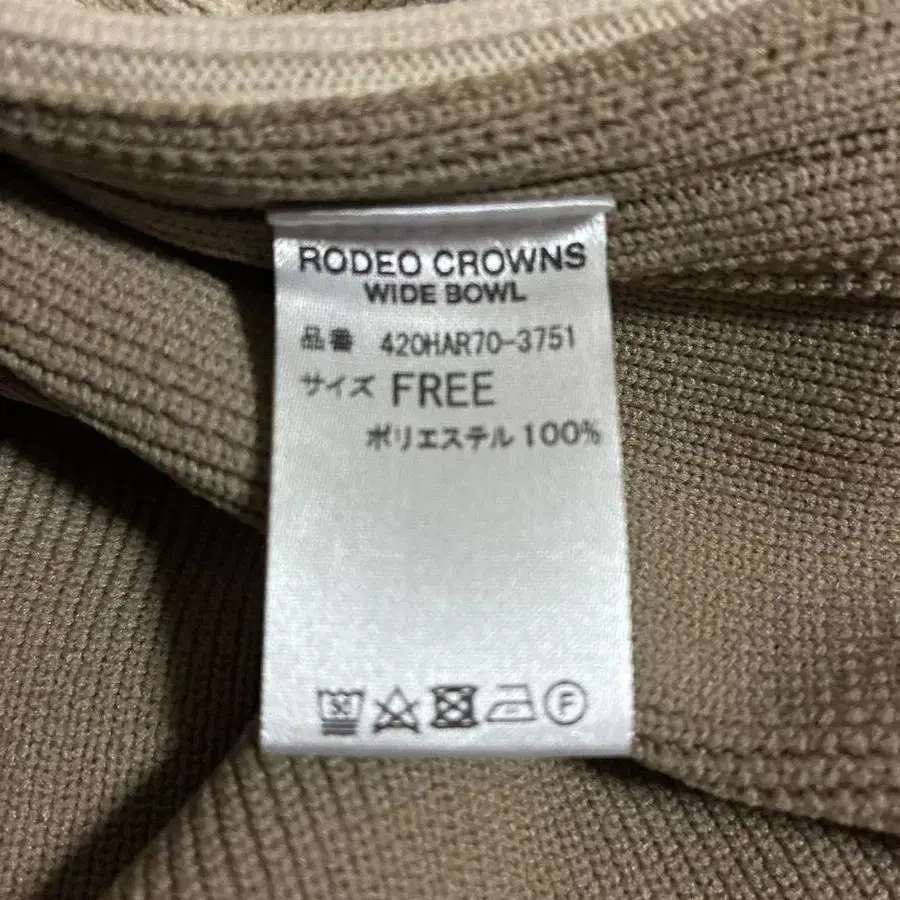 RODEO CROWNS
WIDE BOWL
品番 420HAR70-3751
サイズ FREE
ポリエステル 100%
30
F